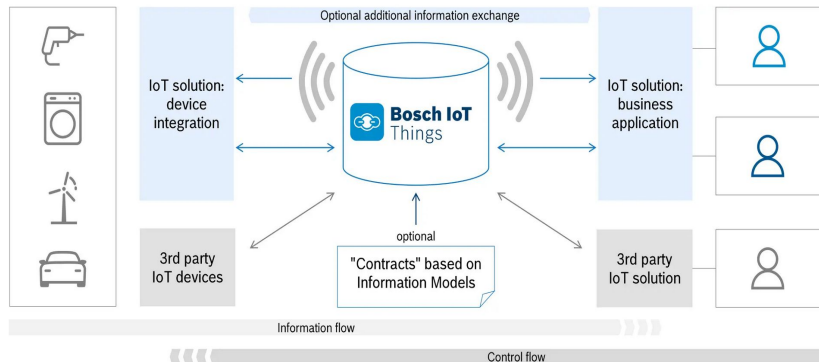 Optional additional information exchange
IoT solution:
device
integration
Bosch IoT
Things
IoT solution:
business
application
3rd party
IoT devices
optional
"Contracts" based on
Information Models
3rd party
IoT solution
Information flow
Control flow